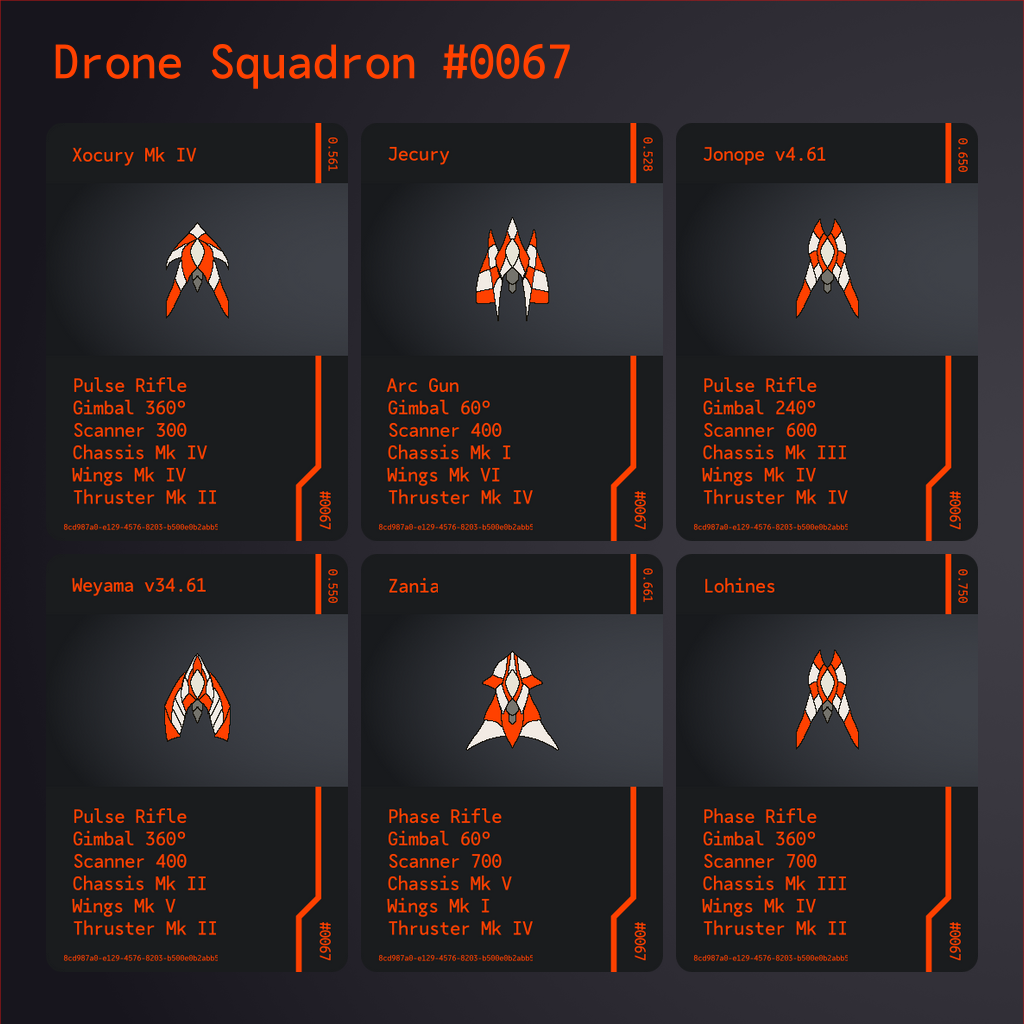 Drone Squadron #0067
Xocury Mk IV
0.561
Pulse Rifle
Gimbal 360º
Scanner 300
Chassis Mk IV
Wings Mk IV
Thruster Mk II
#0067
8cd987a0-e129-4576-8203-b500e0b2abb5
Jecury
0.528
Arc Gun
Gimbal 60º
Scanner 400
Chassis Mk I
Wings Mk VI
Thruster Mk IV
#0067
8cd987a0-e129-4576-8203-b500e0b2abb5
Jonope v4.61
0.650
Pulse Rifle
Gimbal 240º
Scanner 600
Chassis Mk III
Wings Mk IV
Thruster Mk IV
#0067
8cd987a0-e129-4576-8203-b500e0b2abb5
Weyama v34.61
0.550
Pulse Rifle
Gimbal 360º
Scanner 400
Chassis Mk II
Wings Mk V
Thruster Mk II
#0067
8cd987a0-e129-4576-8203-b500e0b2abb5
Zania
0.661
Phase Rifle
Gimbal 60º
Scanner 700
Chassis Mk V
Wings Mk I
Thruster Mk IV
#0067
8cd987a0-e129-4576-8203-b500e0b2abb5
Lohines
0.750
Phase Rifle
Gimbal 360º
Scanner 700
Chassis Mk III
Wings Mk IV
Thruster Mk II
#0067
8cd987a0-e129-4576-8203-b500e0b2abb5